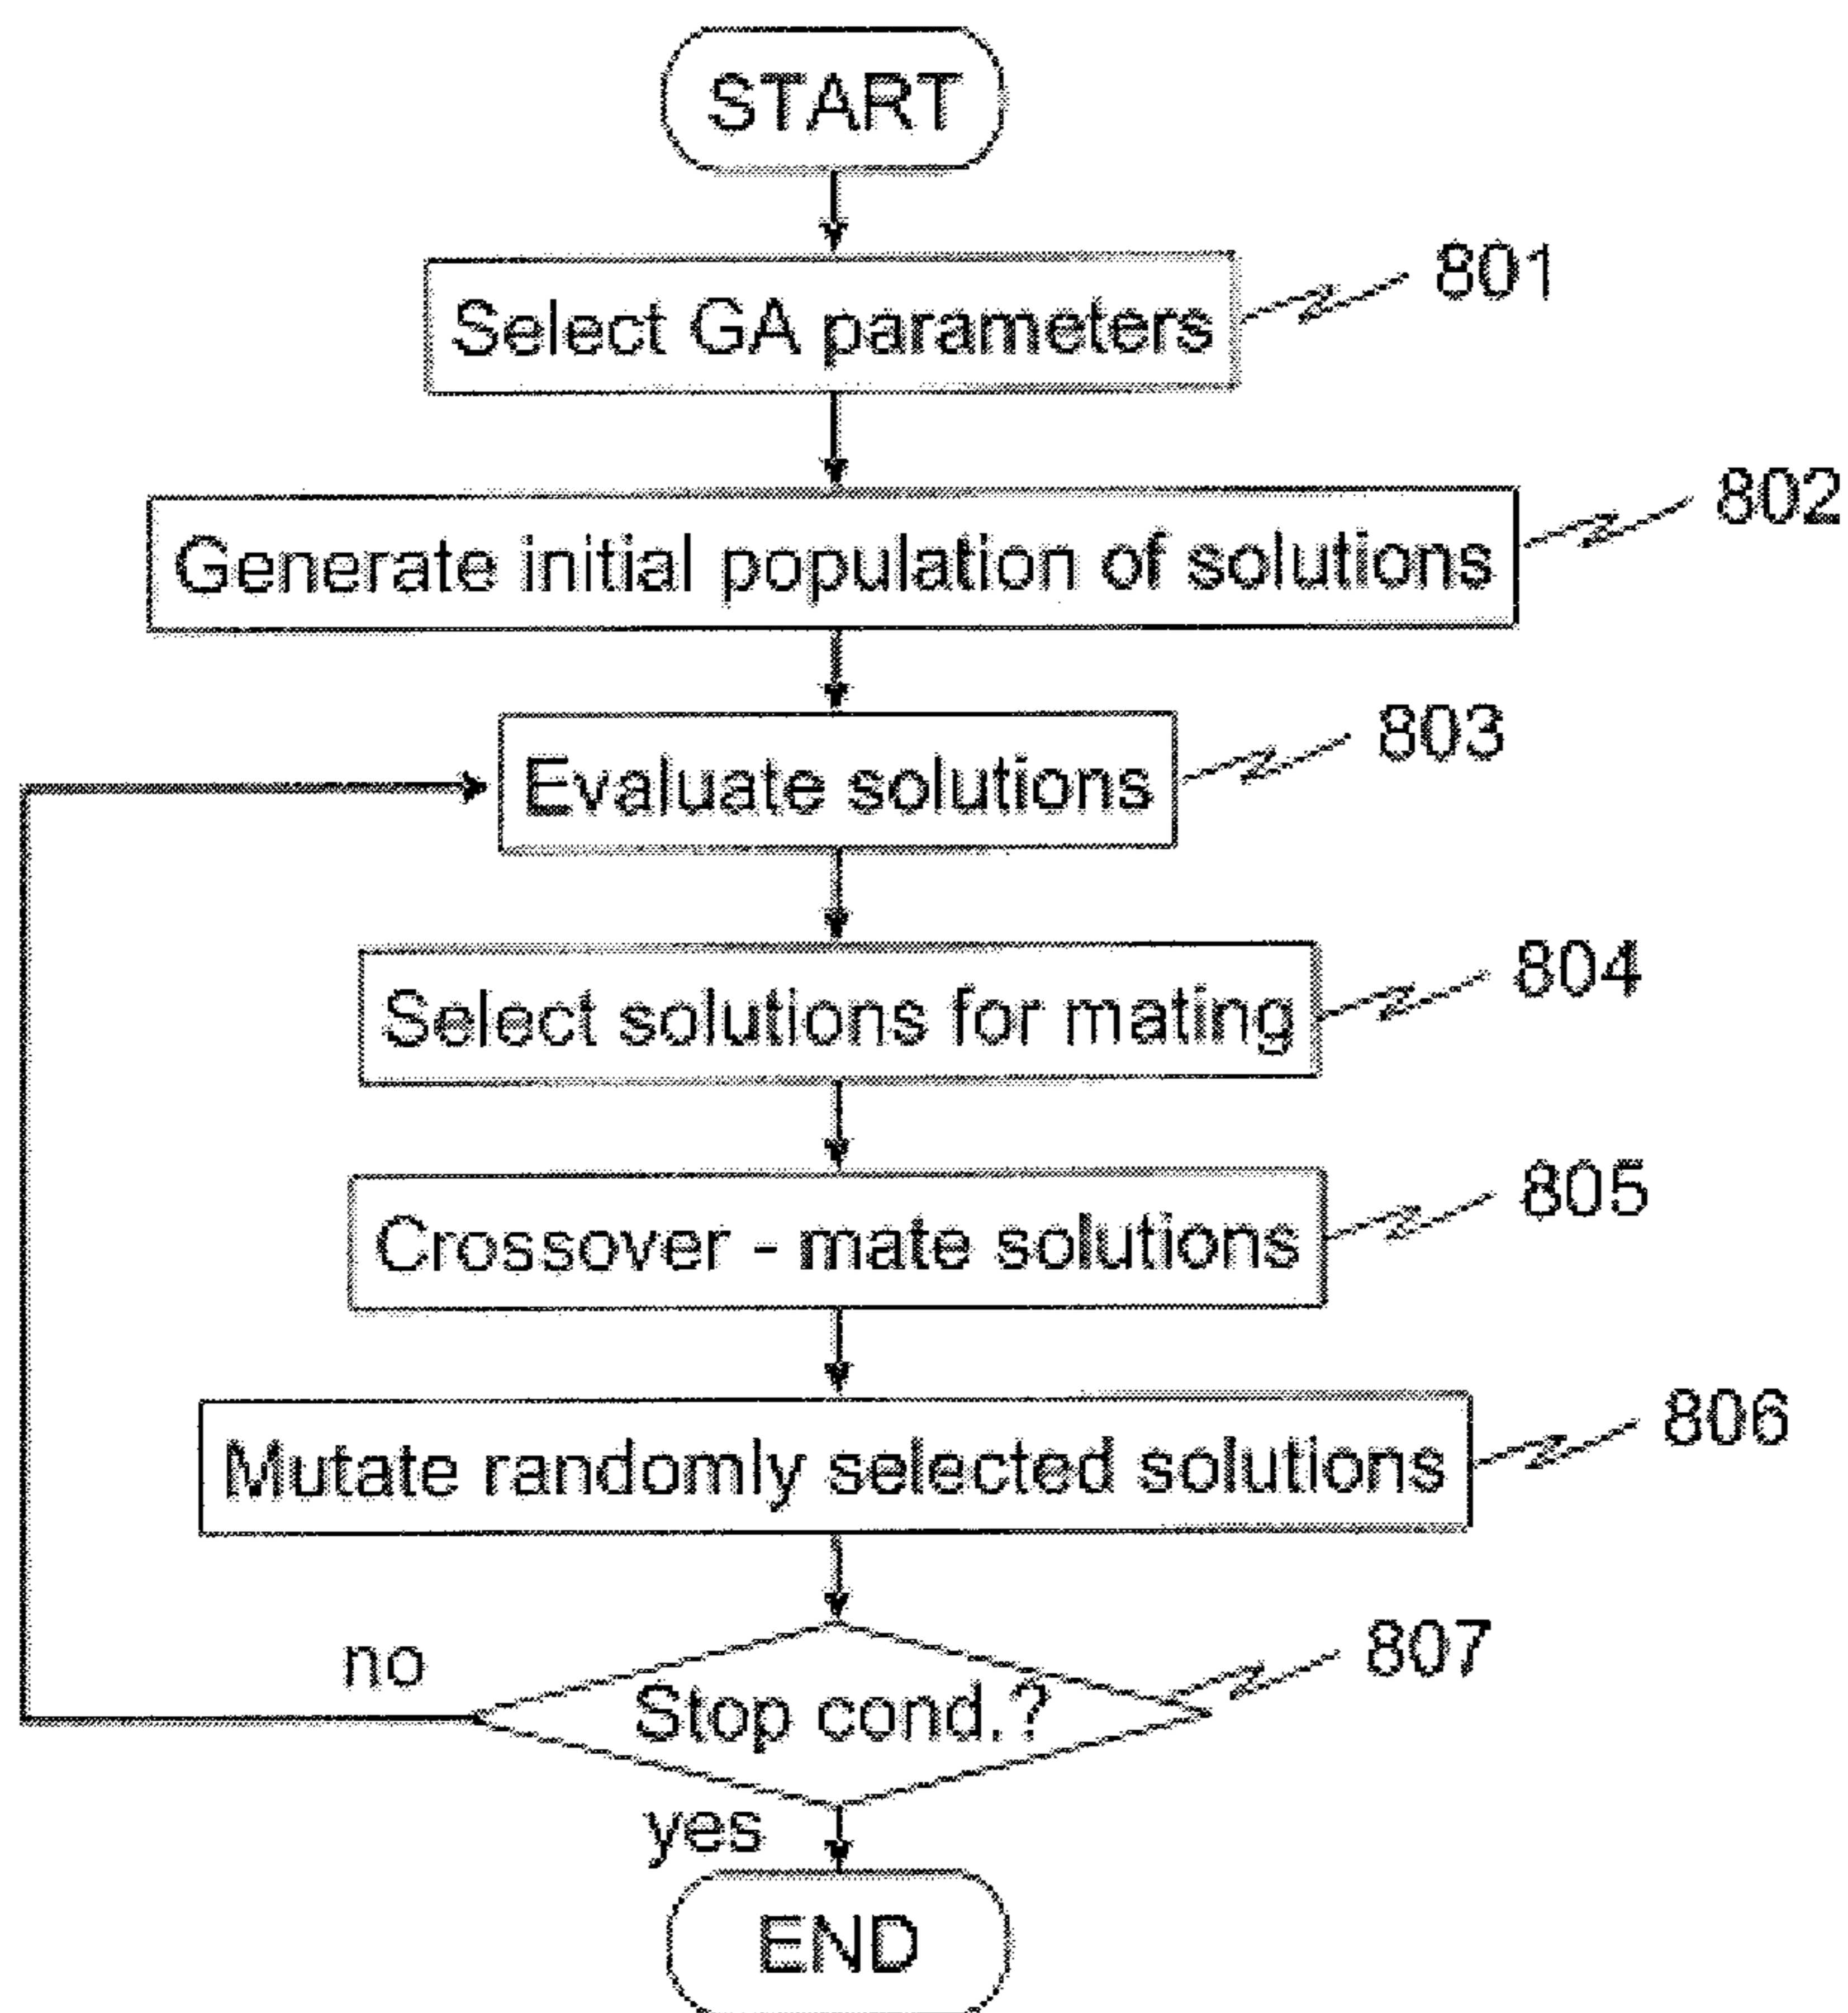 START
Select GA parameters
801
Generate initial population of solutions
802
Evaluate solutions
803
Select solutions for mating
804
Crossover - mate solutions
805
Mutate randomly selected solutions
806
Stop cond.?
807
no
yes
END